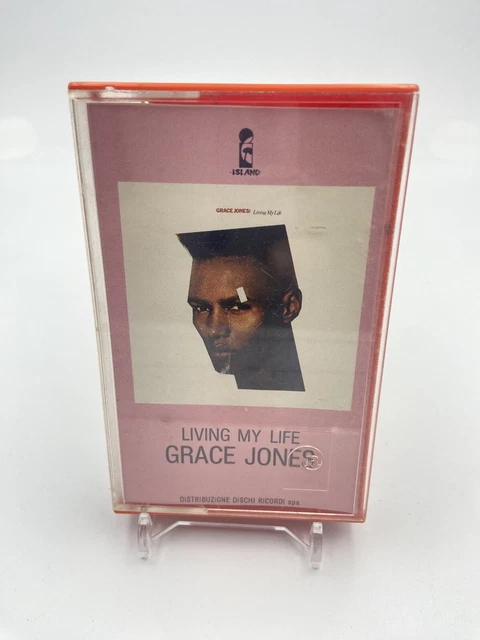 ISLAND
GRACE JONES: Living My Life
LIVING MY LIFE
GRACE JONES
DISTRIBUZIONE DISCHI RICORDI spa